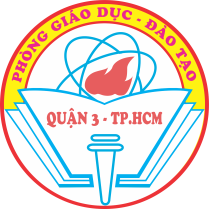 PHÒNG GIÁO DỤC - ĐÀO TẠO
QUẬN 3 - TP.HCM